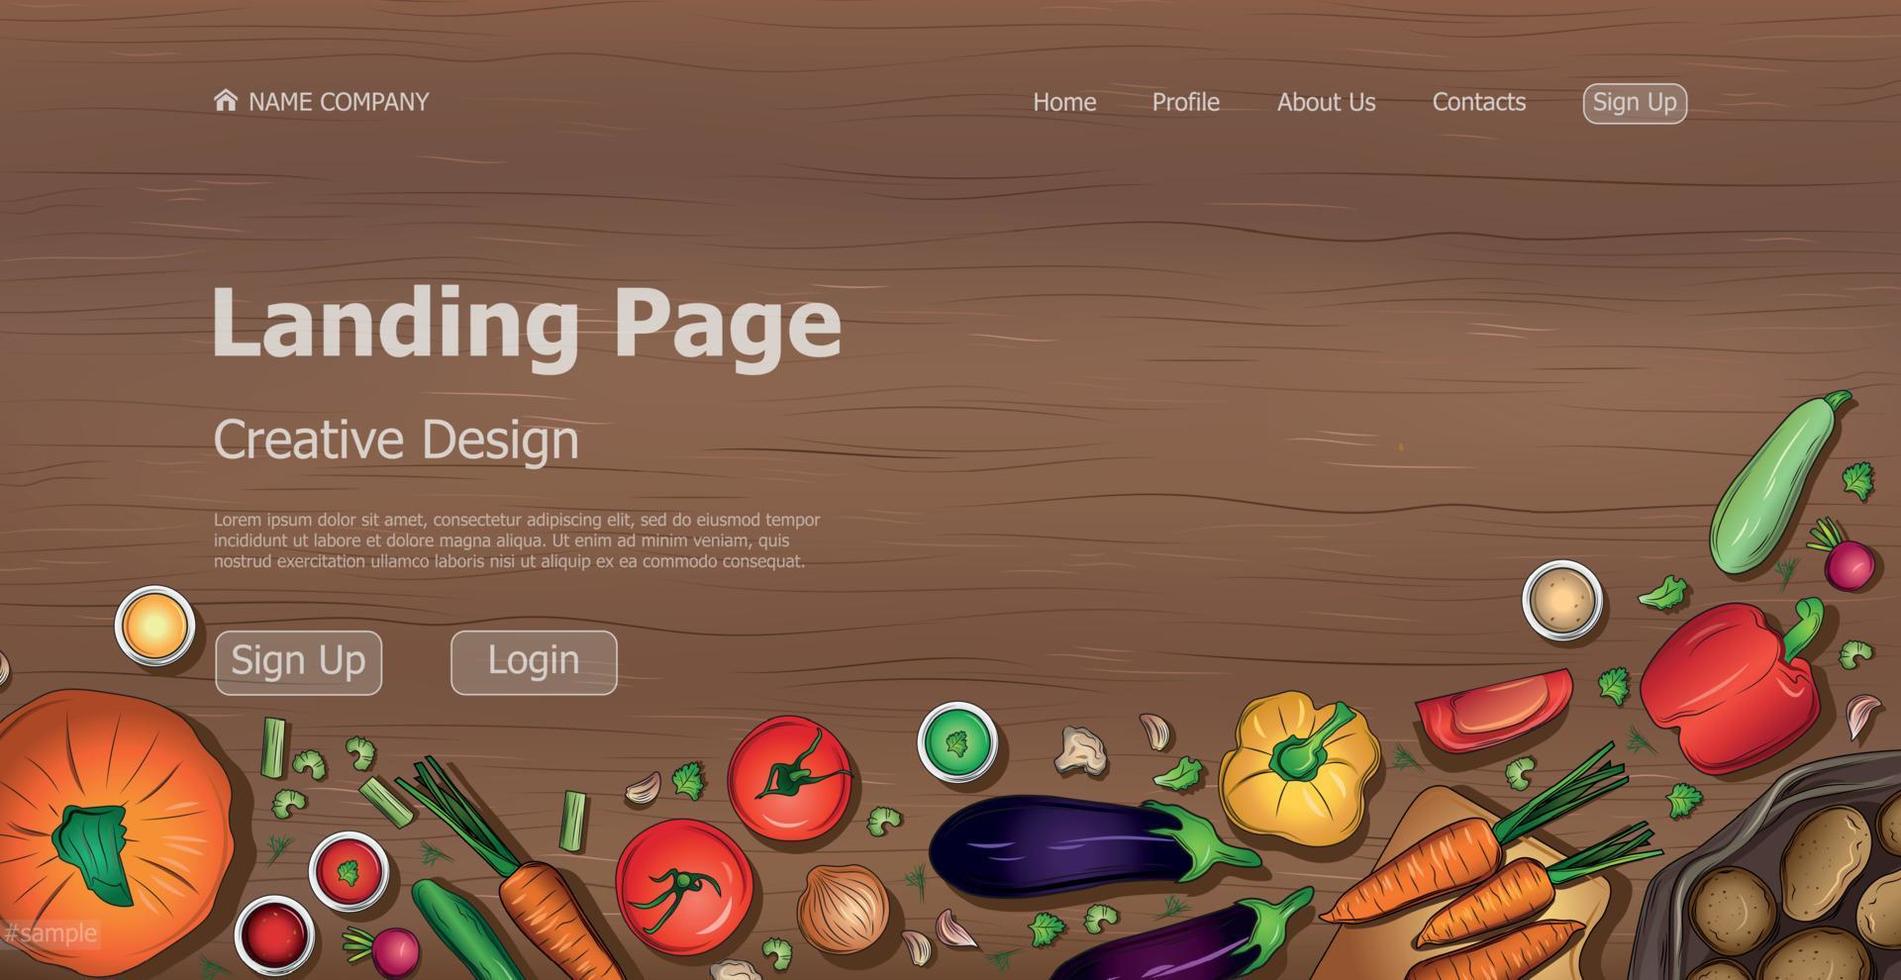 NAME COMPANY
Home Profile About Us Contacts Sign Up
Landing Page
Creative Design
Lorem ipsum dolor sit amet, consectetur adipiscing elit, sed do eiusmod tempor
incididunt ut labore et dolore magna aliqua. Ut enim ad minim veniam, quis
nostrud exercitation ullamco laboris nisi ut aliquip ex ea commodo consequat.
Sign Up Login
#sample